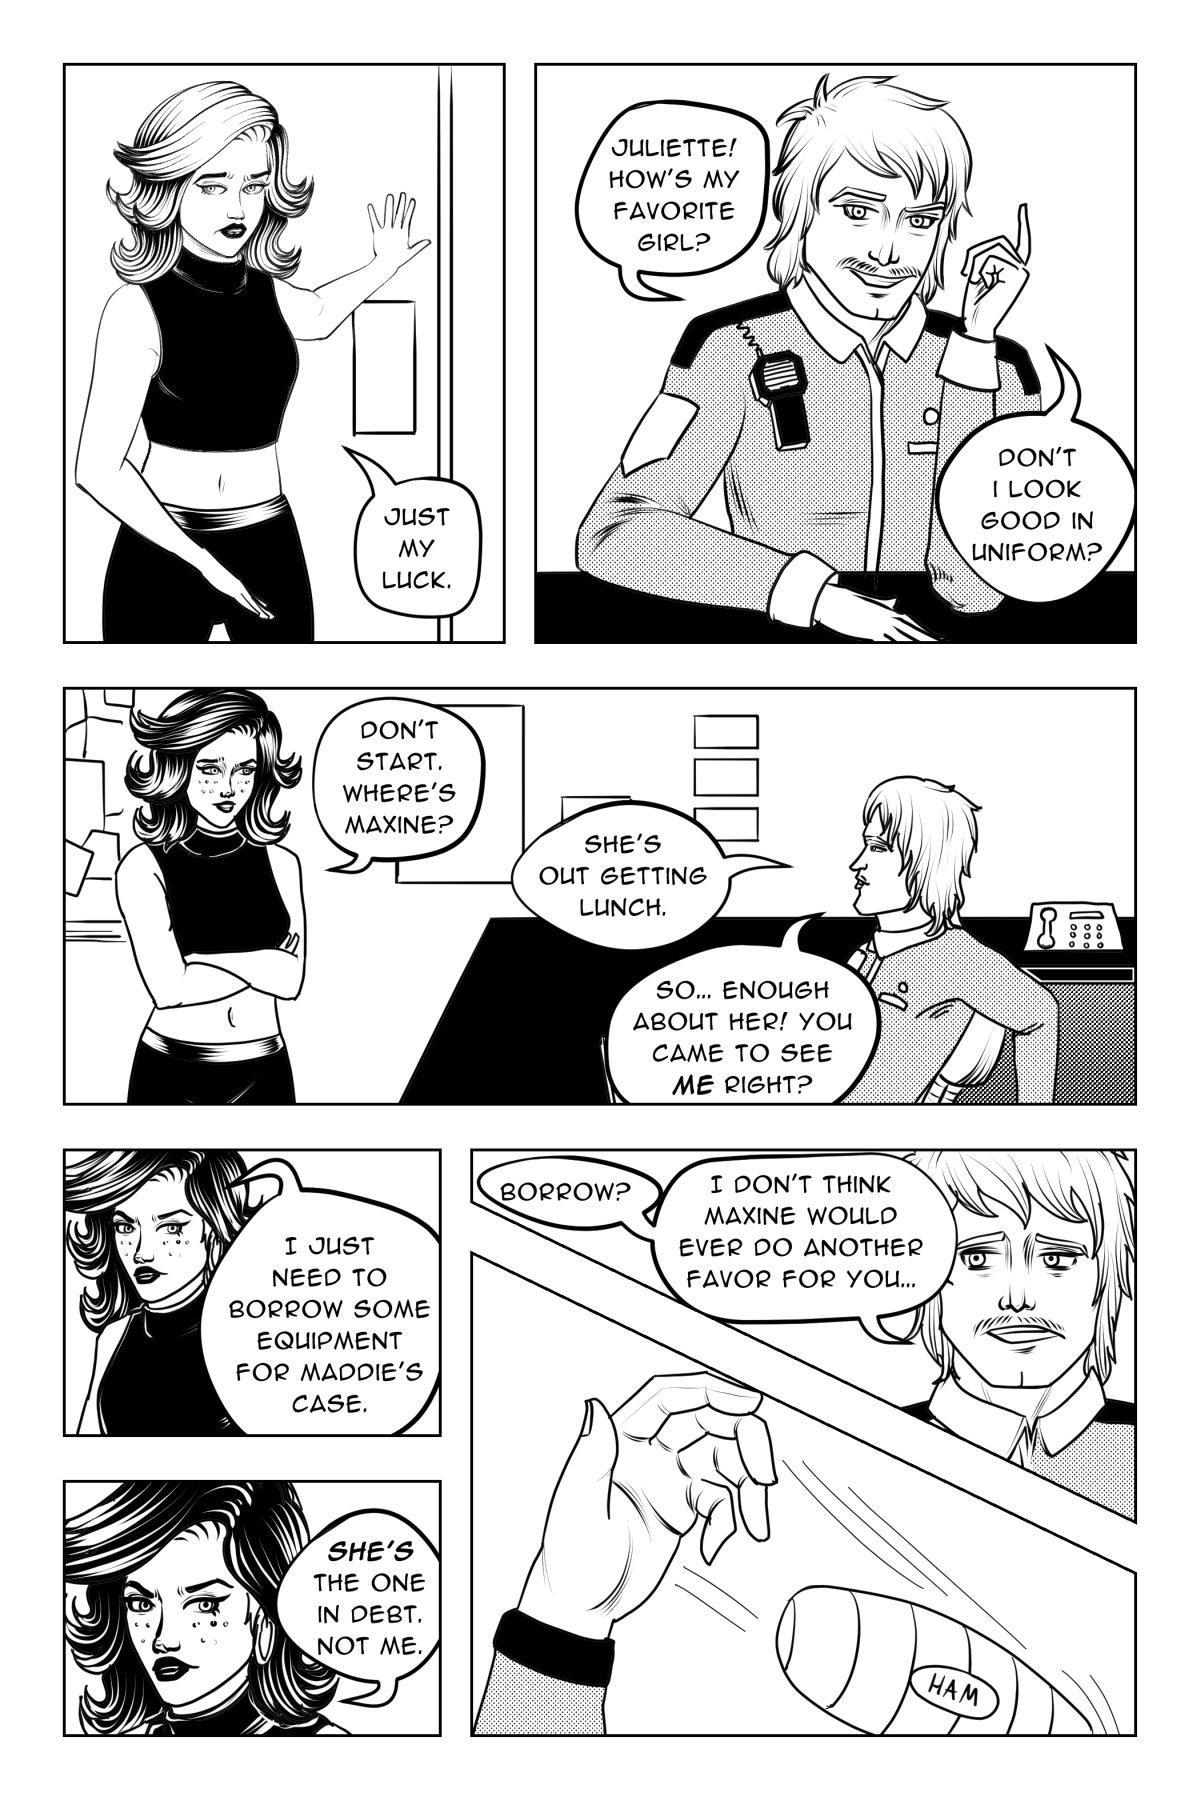 JUST
MY
LUCK.
JULIETTE!
HOW'S MY
FAVORITE
GIRL?
DON'T
I LOOK
GOOD IN
UNIFORM?
DON'T
START.
WHERE'S
MAXINE?
SHE'S
OUT GETTING
LUNCH.
SO... ENOUGH
ABOUT HER! YOU
CAME TO SEE
ME RIGHT?
I JUST
NEED TO
BORROW SOME
EQUIPMENT
FOR MADDIE'S
CASE.
BORROW?
I DON'T THINK
MAXINE WOULD
EVER DO ANOTHER
FAVOR FOR YOU...
SHE'S
THE ONE
IN DEBT.
NOT ME.
HAM